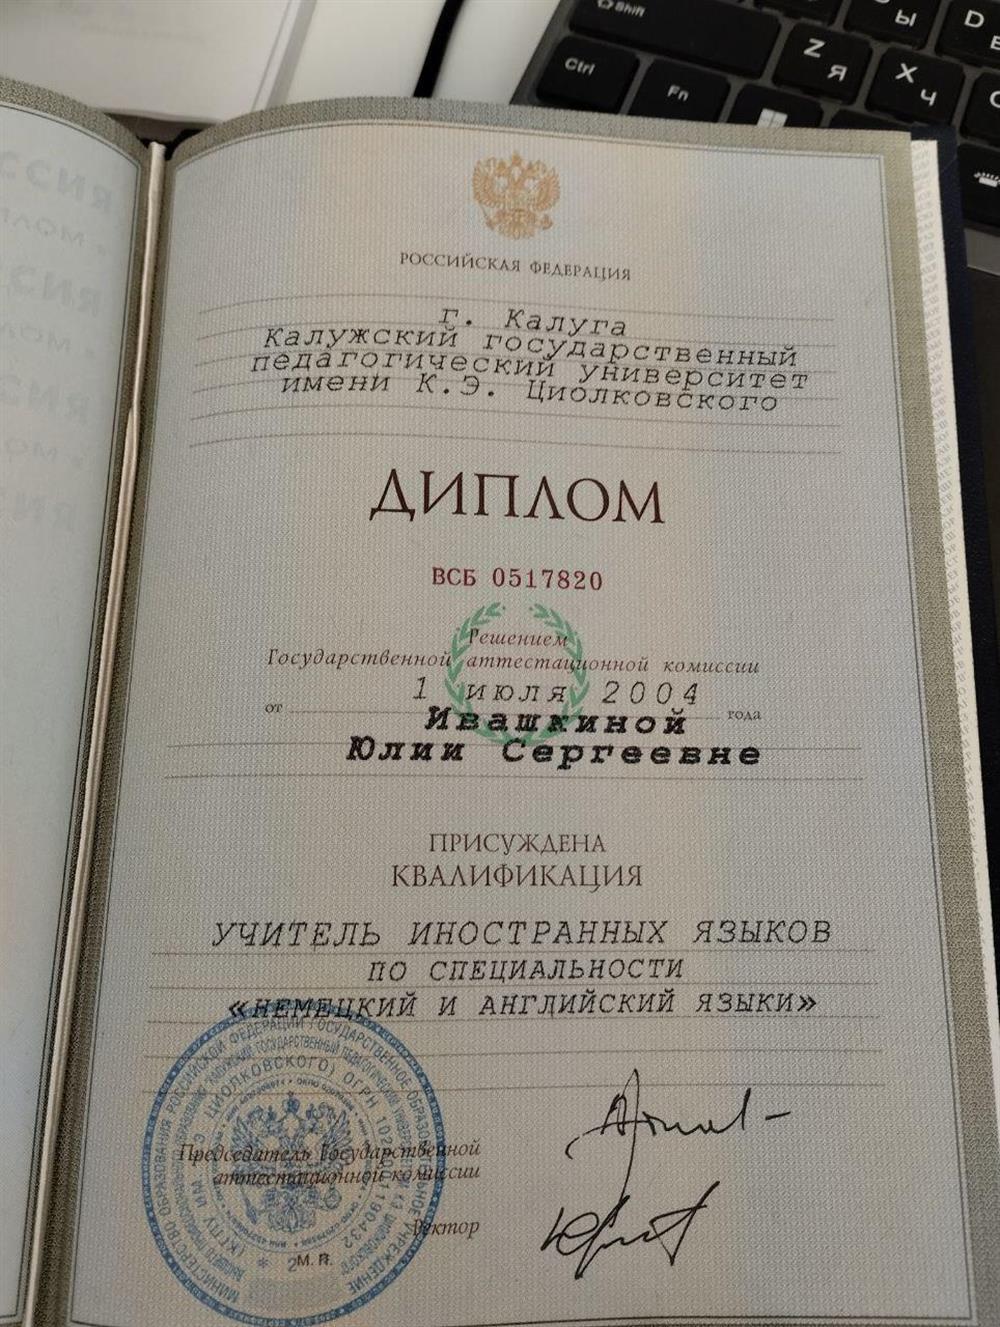 Shift
Ctrl
Fn
Z
Я
X
Ч
Ы
D
РОССИЙСКАЯ ФЕДЕРАЦИЯ
г. Калуга
Калужский государственный
педагогический университет
имени К.Э. Циолковского
ДИПЛОМ
ВСБ 0517820
Решением
Государственной аттестационной комиссии
от 1 июля 2004 года
Ивашкиной
Юлии Сергеевне
ПРИСУЖДЕНА
КВАЛИФИКАЦИЯ
УЧИТЕЛЬ ИНОСТРАННЫХ ЯЗЫКОВ
ПО СПЕЦИАЛЬНОСТИ
«НЕМЕЦКИЙ И АНГЛИЙСКИЙ ЯЗЫКИ»
Председатель Государственной
аттестационной комиссии
Ректор
М. П.